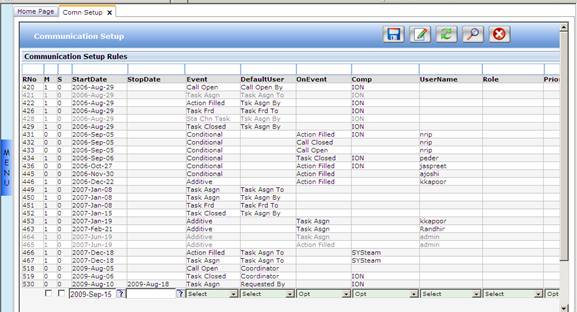 Home Page Comn Setup X
Communication Setup
Communication Setup Rules
RNo M S StartDate StopDate Event DefaultUser OnEvent Comp UserName Role Prior
420 1 0 2006-Aug-29 Call Open Call Open By ION
421 1 0 2006-Aug-29 Task Asgn Task Asgn To ION
422 1 0 2006-Aug-29 Action Filled Tsk Asgn By ION
426 1 0 2006-Aug-29 Task Frd Task Frd To ION
428 1 0 2006-Aug-29 Sta Chn Task Tsk Asgn By ION
429 1 0 2006-Aug-29 Task Closed Tsk Asgn By ION
431 0 0 2006-Sep-05 Conditional Action Filled ION nrip
432 0 0 2006-Sep-05 Conditional Call Closed nrip
433 0 0 2006-Sep-05 Conditional Call Open nrip
434 0 0 2006-Sep-06 Conditional Task Closed ION peder
436 0 0 2006-Oct-27 Conditional Action Filled ION jaspreet
445 0 0 2006-Nov-30 Conditional Action Filled ajoshi
446 1 0 2006-Dec-22 Additive Action Filled kkapoor
449 1 0 2007-Jan-08 Task Asgn Task Asgn To
450 1 0 2007-Jan-08 Task Asgn Tsk Asgn By
451 1 0 2007-Jan-08 Task Frd Task Frd To
452 1 0 2007-Jan-15 Task Closed Tsk Asgn By
453 1 0 2007-Jan-19 Additive Task Asgn kkapoor
463 1 0 2007-Feb-21 Additive Task Asgn Randhir
464 1 0 2007-Jun-19 Additive Task Asgn admin
465 1 0 2007-Jun-19 Additive Action Filled admin
466 1 0 2007-Dec-18 Action Filled Task Asgn To SYSteam
467 1 0 2007-Dec-18 Task Asgn Task Asgn To SYSteam
518 0 0 2009-Aug-05 Call Open Coordinator
519 0 0 2009-Aug-06 Task Closed Coordinator ION
530 0 0 2009-Aug-10 2009-Aug-18 Task Asgn Requested By ION
2009-Sep-15 ? ? Select Select Opt Opt Select Select Opt
MENU